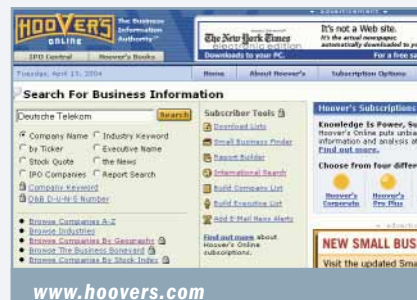 advertisement
HOOVER'S
ONLINE
The Business
Information
Authority™
IPO Central
Hoover's Books
The New York Times
electronic edition
Downloads to your PC.
It's not a Web site.
It's the actual newspaper,
automatically downloaded to y
For a free sa
Tuesday, April 13, 2004
Home
About Hoover's
Subscription Options
Search For Business Information
Deutsche Telekom
Search
Company Name
Industry Keyword
by Ticker
Executive Name
Stock Quote
the News
IPO Companies
Report Search
Company Keyword
D&B D-U-N-S Number
Browse Companies A-Z
Browse Industries
Browse Companies By Geography
Browse The Business Boneyard
Browse Companies By Stock Index
Subscriber Tools
Download Lists
Small Business Finder
Report Builder
International Search
Build Company List
Build Executive List
Add E-Mail News Alerts
Find out more about
Hoover's Online
subscriptions.
Hoover's Subscriptions
Knowledge Is Power, Su
Hoover's Online puts unbia
information and analysis at
Find out more.
Choose from four differe
Hoover's
Corporate
Hoover's
Pro Plus
NEW SMALL BUS
Visit the updated Sma
www.hoovers.com